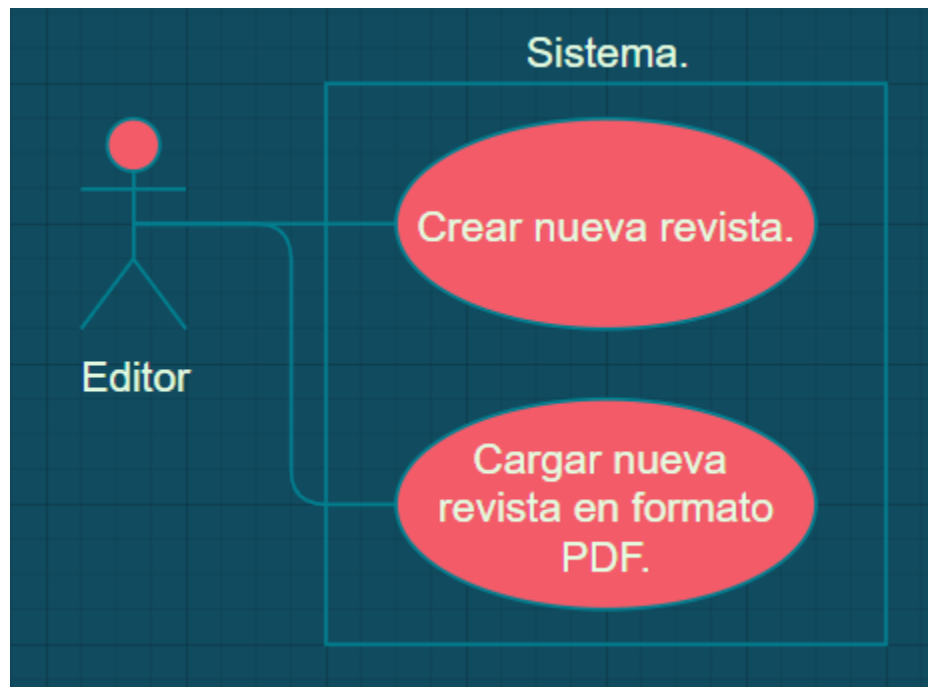 Sistema.
Crear nueva revista.
Editor
Cargar nueva
revista en formato
PDF.